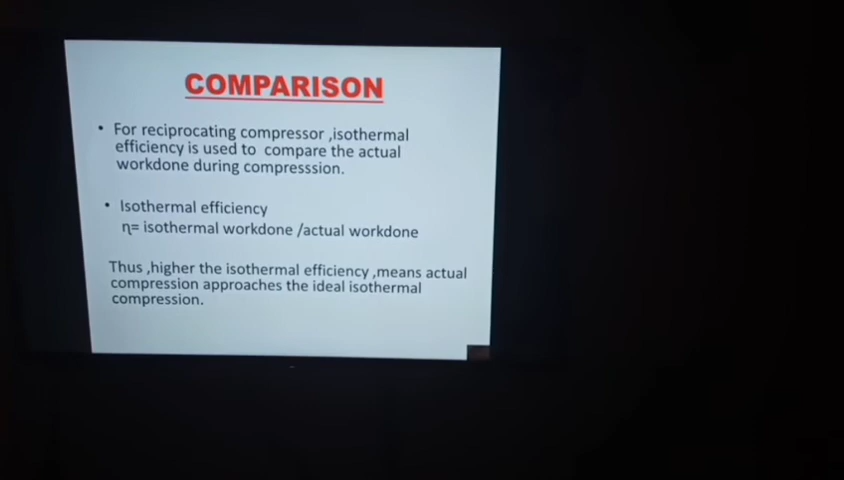 COMPARISON
• For reciprocating compressor ,isothermal
efficiency is used to compare the actual
workdone during compresssion.
• Isothermal efficiency
η= isothermal workdone /actual workdone
Thus ,higher the isothermal efficiency ,means actual
compression approaches the ideal isothermal
compression.